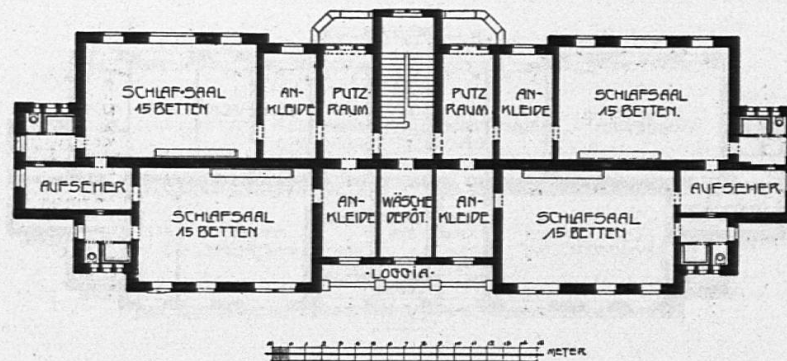 SCHLAF-SAAL
15 BETTEN
AN-
KLEIDE
PUTZ
RAUM
PUTZ
RAUM
AN-
KLEIDE
SCHLAFSAAL
15 BETTEN.
AUFSEHER
SCHLAFSAAL
15 BETTEN
AN-
KLEIDE
WÄSCHE
DEPÔT.
AN-
KLEIDE
SCHLAFSAAL
15 BETTEN
AUFSEHER
·LOGGIA·
METER